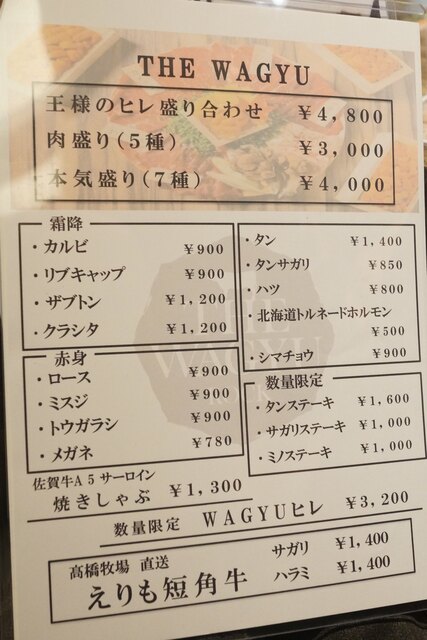 THE WAGYU
王様のヒレ盛り合わせ ¥4,800
肉盛り(5種) ¥3,000
本気盛り(7種) ¥4,000
霜降
・カルビ ¥900
・リブキャップ ¥900
・ザブトン ¥1,200
・クラシタ ¥1,200
赤身
・ロース ¥900
・ミスジ ¥900
・トウガラシ ¥900
・メガネ ¥780
・タン ¥1,400
・タンサガリ ¥850
・ハツ ¥800
・北海道トルネードホルモン
¥500
・シマチョウ ¥900
数量限定
・タンステーキ ¥1,600
・サガリステーキ ¥1,000
・ミノステーキ ¥1,000
佐賀牛A5サーロイン
焼きしゃぶ ¥1,300
数量限定 WAGYUヒレ ¥3,200
高橋牧場 直送
えりも短角牛
サガリ ¥1,400
ハラミ ¥1,400
THE
WAGYU